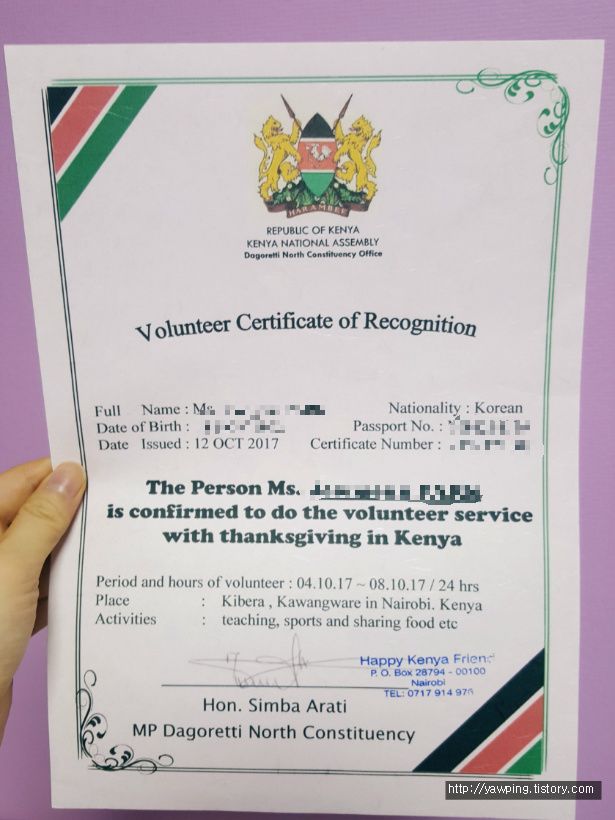 HARAMBEE
REPUBLIC OF KENYA
KENYA NATIONAL ASSEMBLY
Dagoretti North Constituency Office
Volunteer Certificate of Recognition
Full Name : Ms. Nationality : Korean
Date of Birth : Passport No. :
Date Issued : 12 OCT 2017 Certificate Number :
The Person Ms.
is confirmed to do the volunteer service
with thanksgiving in Kenya
Period and hours of volunteer : 04.10.17 ~ 08.10.17 / 24 hrs
Place : Kibera , Kawangware in Nairobi. Kenya
Activities : teaching, sports and sharing food etc
Happy Kenya Friend
P. O. Box 28794 - 00100
Nairobi
TEL: 0717 914 976
Hon. Simba Arati
MP Dagoretti North Constituency
http://yawping.tistory.com